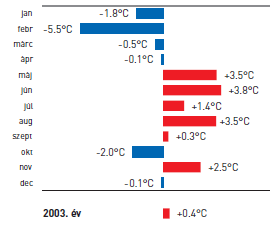 jan -1.8°C
febr -5.5°C
márc -0.5°C
ápr -0.1°C
máj +3.5°C
jún +3.8°C
júl +1.4°C
aug +3.5°C
szept +0.3°C
okt -2.0°C
nov +2.5°C
dec -0.1°C
2003. év +0.4°C